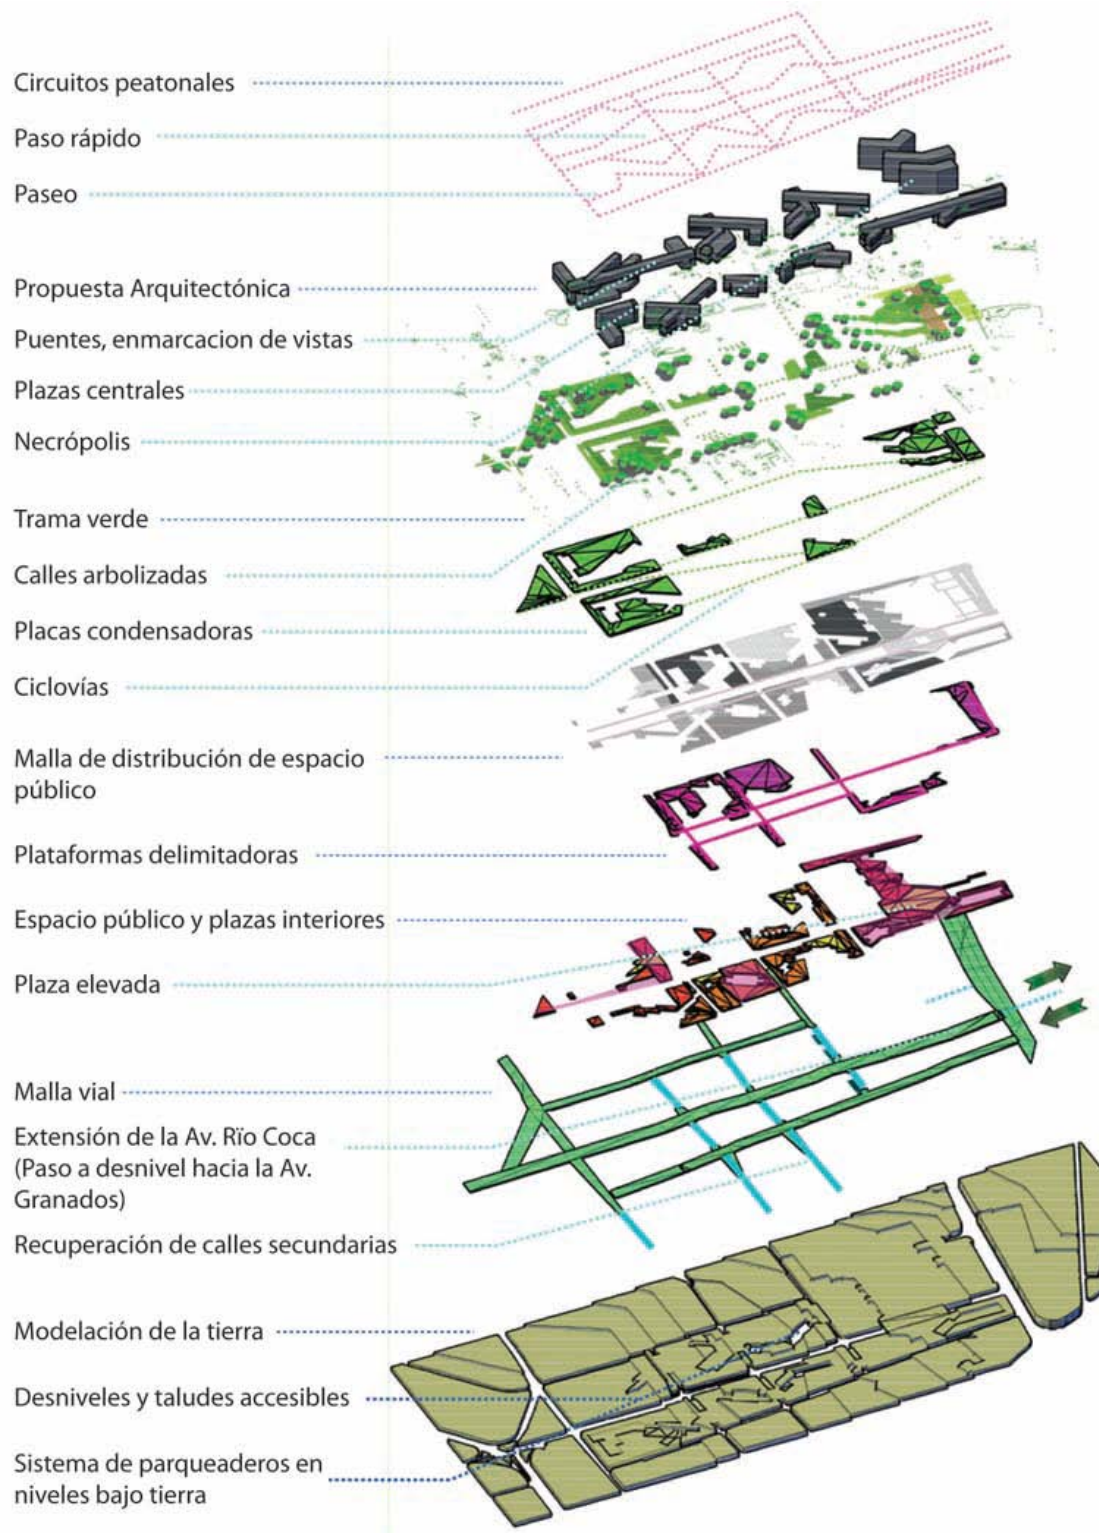 Circuitos peatonales
Paso rápido
Paseo
Propuesta Arquitectónica
Puentes, enmarcacion de vistas
Plazas centrales
Necrópolis
Trama verde
Calles arbolizadas
Placas condensadoras
Ciclovías
Malla de distribución de espacio
público
Plataformas delimitadoras
Espacio público y plazas interiores
Plaza elevada
Malla vial
Extensión de la Av. Rïo Coca
(Paso a desnivel hacia la Av.
Granados)
Recuperación de calles secundarias
Modelación de la tierra
Desniveles y taludes accesibles
Sistema de parqueaderos en
niveles bajo tierra